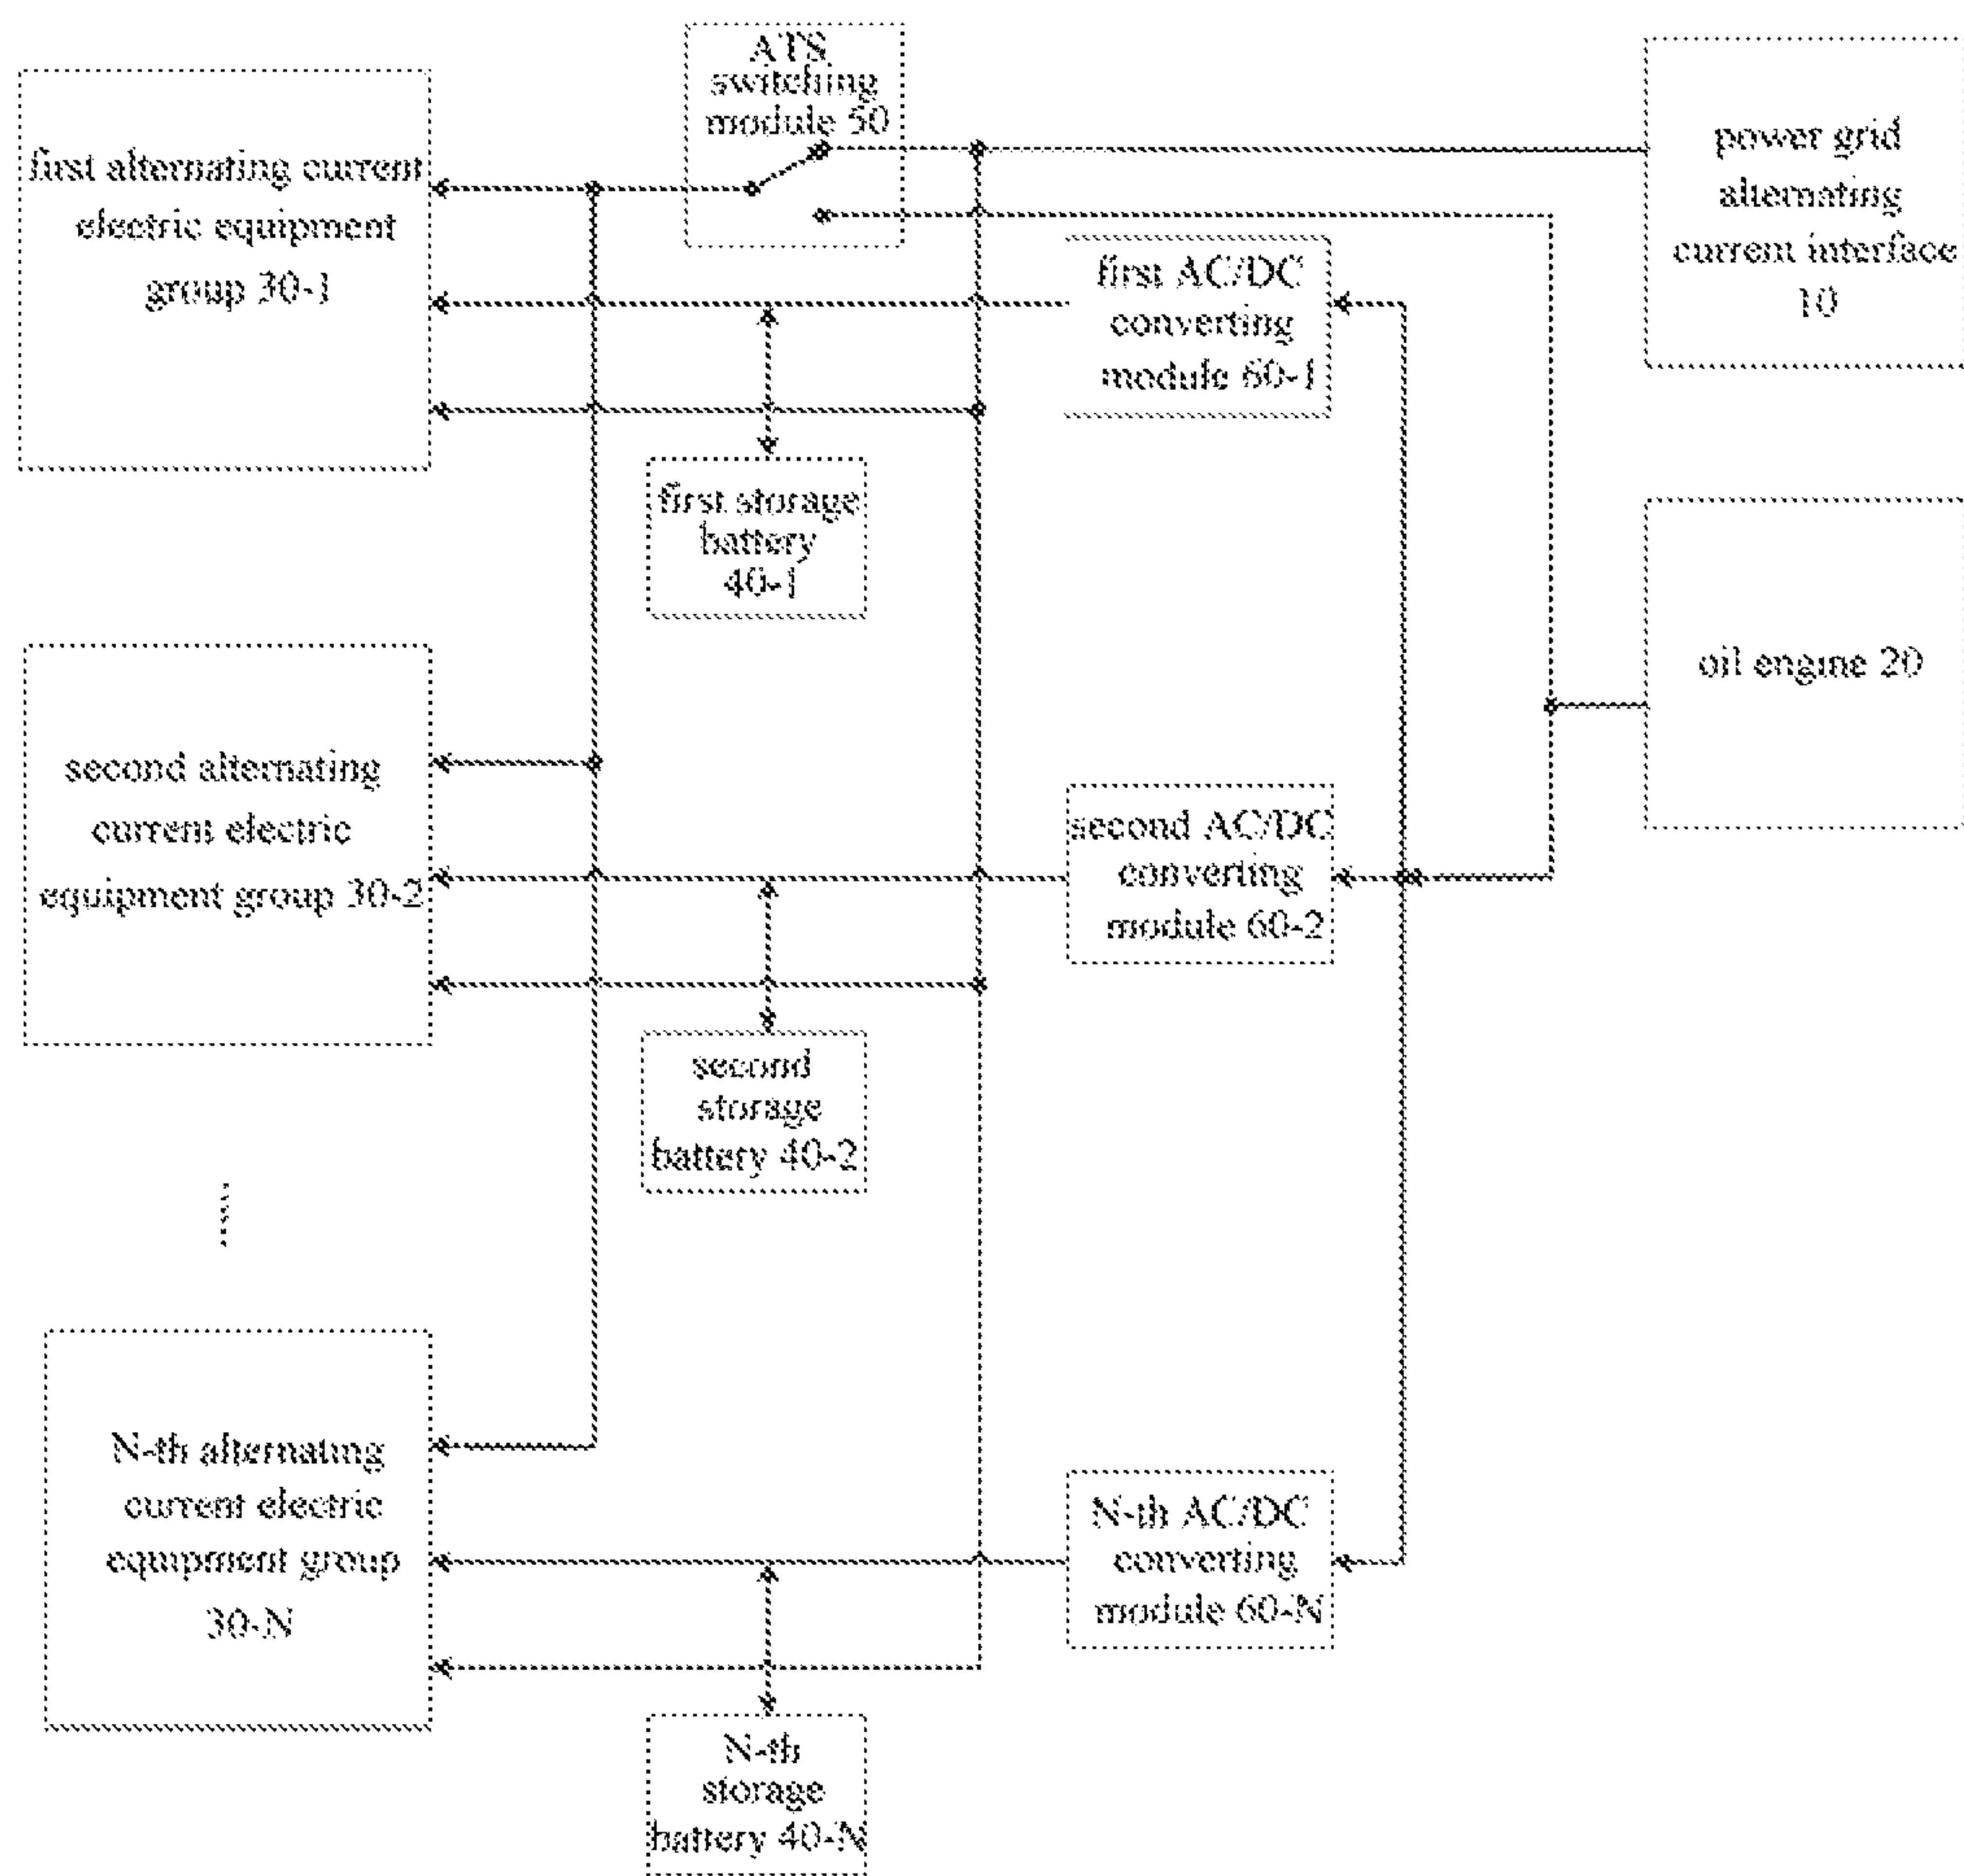 ATS
switching
module 50
first alternating current
electric equipment
group 30-1
power grid
alternating
current interface
10
first AC/DC
converting
module 60-1
first storage
battery
40-1
oil engine 20
second alternating
current electric
equipment group 30-2
second AC/DC
converting
module 60-2
second
storage
battery 40-2
N-th alternating
current electric
equipment group
30-N
N-th AC/DC
converting
module 60-N
N-th
storage
battery 40-N